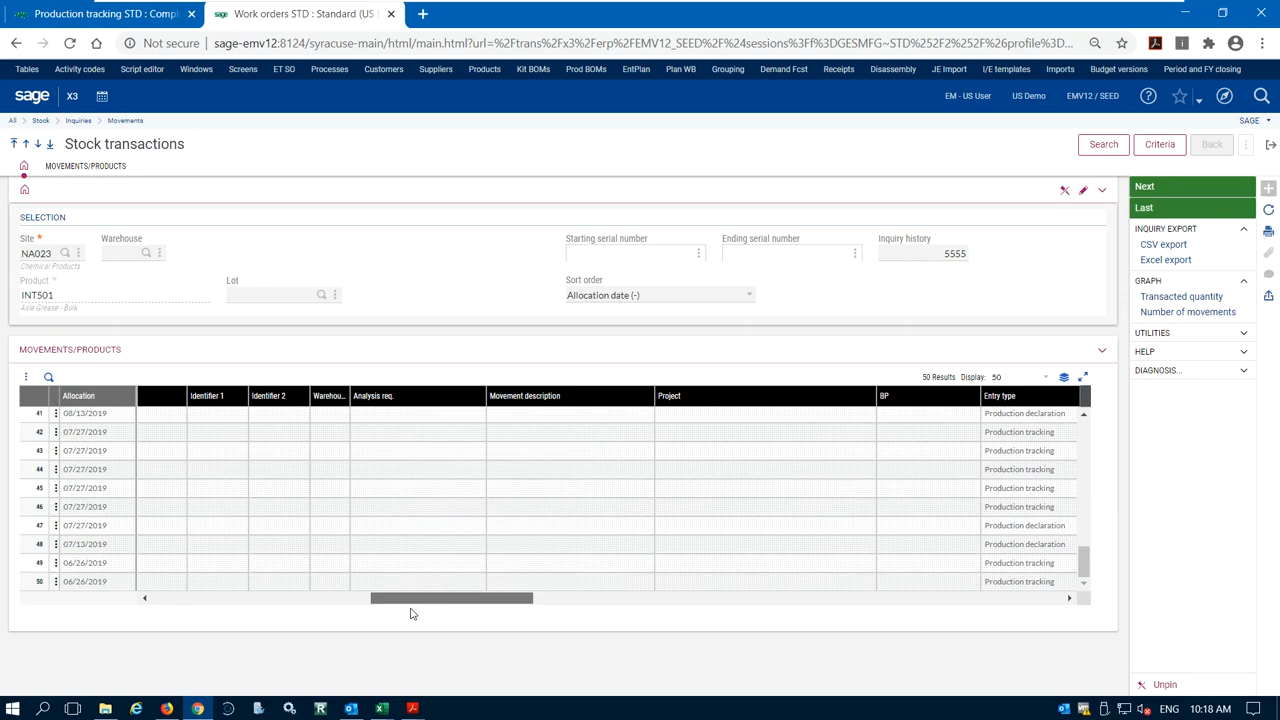 Production tracking STD : Compl
Work orders STD : Standard (US
Not secure
sage-emv12:8124/syracuse-main/html/main.html?url=%2Ftrans%2Fx3%2Ferp%2FEMV12_SEED%2F%24sessions%3Ff%3DGESMFG~STD%252F2%252F%26profile%3D...
Tables Activity codes Script editor Windows Screens ET SO Processes Customers Suppliers Products Kit BOMs Prod BOMs EntPlan Plan WB Grouping Demand Fcst Receipts Disassembly JE Import I/E templates Imports Budget versions Period and FY closing
sage X3 EM - US User US Demo EMV12 / SEED
All Stock Inquiries Movements SAGE
Stock transactions Search Criteria Back
MOVEMENTS/PRODUCTS
Next
Last
INQUIRY EXPORT
CSV export
Excel export
GRAPH
Transacted quantity
Number of movements
UTILITIES
HELP
DIAGNOSIS...
Unpin
SELECTION
Site * Warehouse Starting serial number Ending serial number Inquiry history
NA023 5555
Chemical Products
Product * Lot Sort order
INT501 Allocation date (-)
Axle Grease - Bulk
MOVEMENTS/PRODUCTS
50 Results Display: 50
Allocation Identifier 1 Identifier 2 Warehou... Analysis req. Movement description Project BP Entry type
41 08/13/2019 Production declaration
42 07/27/2019 Production tracking
43 07/27/2019 Production tracking
44 07/27/2019 Production tracking
45 07/27/2019 Production tracking
46 07/27/2019 Production tracking
47 07/27/2019 Production declaration
48 07/13/2019 Production declaration
49 06/26/2019 Production tracking
50 06/26/2019 Production tracking
ENG 10:18 AM